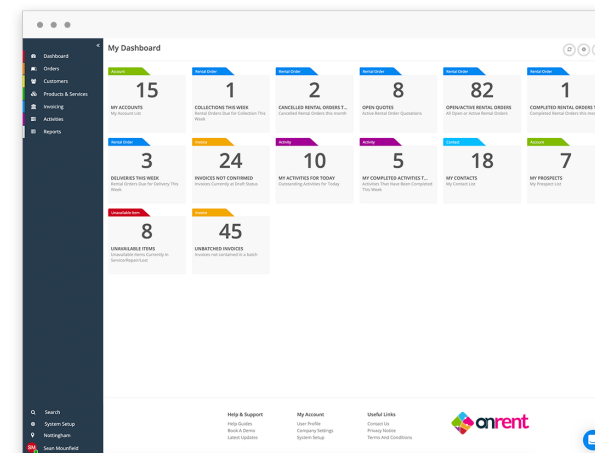 «
My Dashboard
Dashboard
Orders
Customers
Products & Services
Invoicing
Activities
Reports
Account
15
MY ACCOUNTS
My Account List
Rental Order
1
COLLECTIONS THIS WEEK
Rental Orders Due for Collection This
Week
Rental Order
2
CANCELLED RENTAL ORDERS T...
Cancelled Rental Orders this month
Rental Order
8
OPEN QUOTES
Active Rental Order Quotations
Rental Order
82
OPEN/ACTIVE RENTAL ORDERS
All Open or Active Rental Orders
Rental Order
1
COMPLETED RENTAL ORDERS
Completed Rental Orders this
Rental Order
3
DELIVERIES THIS WEEK
Rental Orders Due for Delivery This
Week
Invoice
24
INVOICES NOT CONFIRMED
Invoices Currently at Draft Status
Activity
10
MY ACTIVITIES FOR TODAY
Outstanding Activities for Today
Activity
5
MY COMPLETED ACTIVITIES T...
Activities That Have Been Completed
This Week
Contact
18
MY CONTACTS
My Contact List
Account
7
MY PROSPECTS
My Prospect List
Unavailable Item
8
UNAVAILABLE ITEMS
Unavailable Items Currently in
Service/Repair/Lost
Invoice
45
UNBATCHED INVOICES
Invoices not contained in a batch
Search
System Setup
Nottingham
SM
Sean Mounfield
Help & Support
Help Guides
Book A Demo
Latest Updates
My Account
User Profile
Company Settings
System Setup
Useful Links
Contact Us
Privacy Notice
Terms And Conditions
onrent